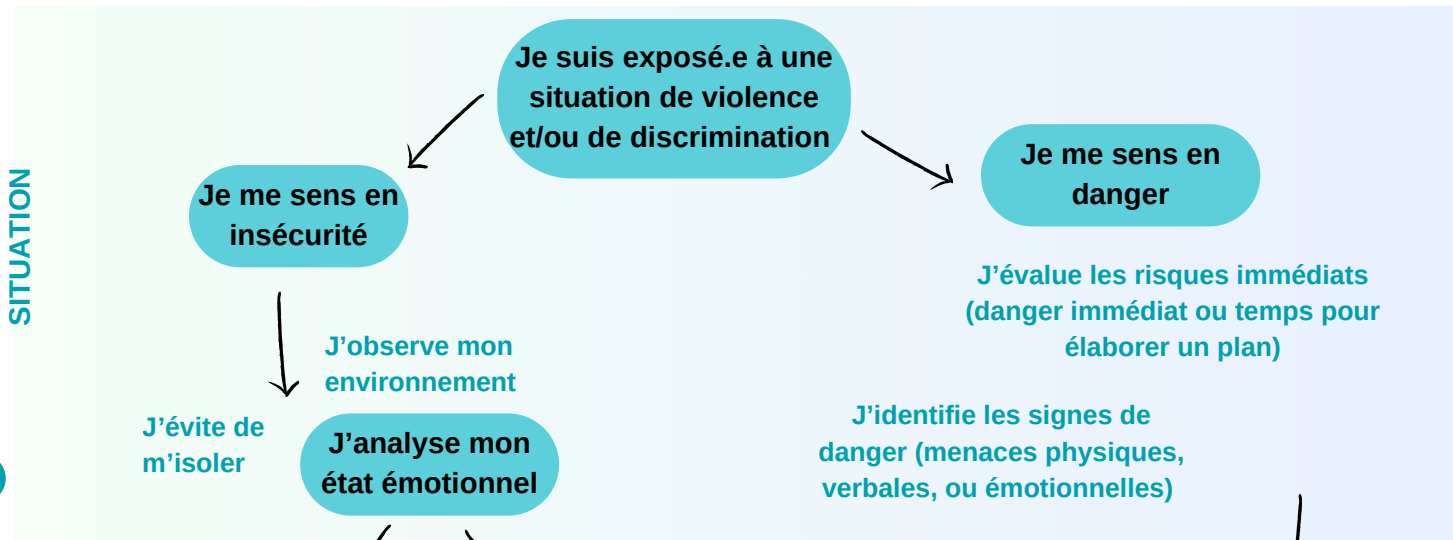 SITUATION
Je suis exposé.e à une
situation de violence
et/ou de discrimination
Je me sens en
insécurité
Je me sens en
danger
J’évalue les risques immédiats
(danger immédiat ou temps pour
élaborer un plan)
J’observe mon
environnement
J’évite de
m’isoler
J’analyse mon
état émotionnel
J’identifie les signes de
danger (menaces physiques,
verbales, ou émotionnelles)